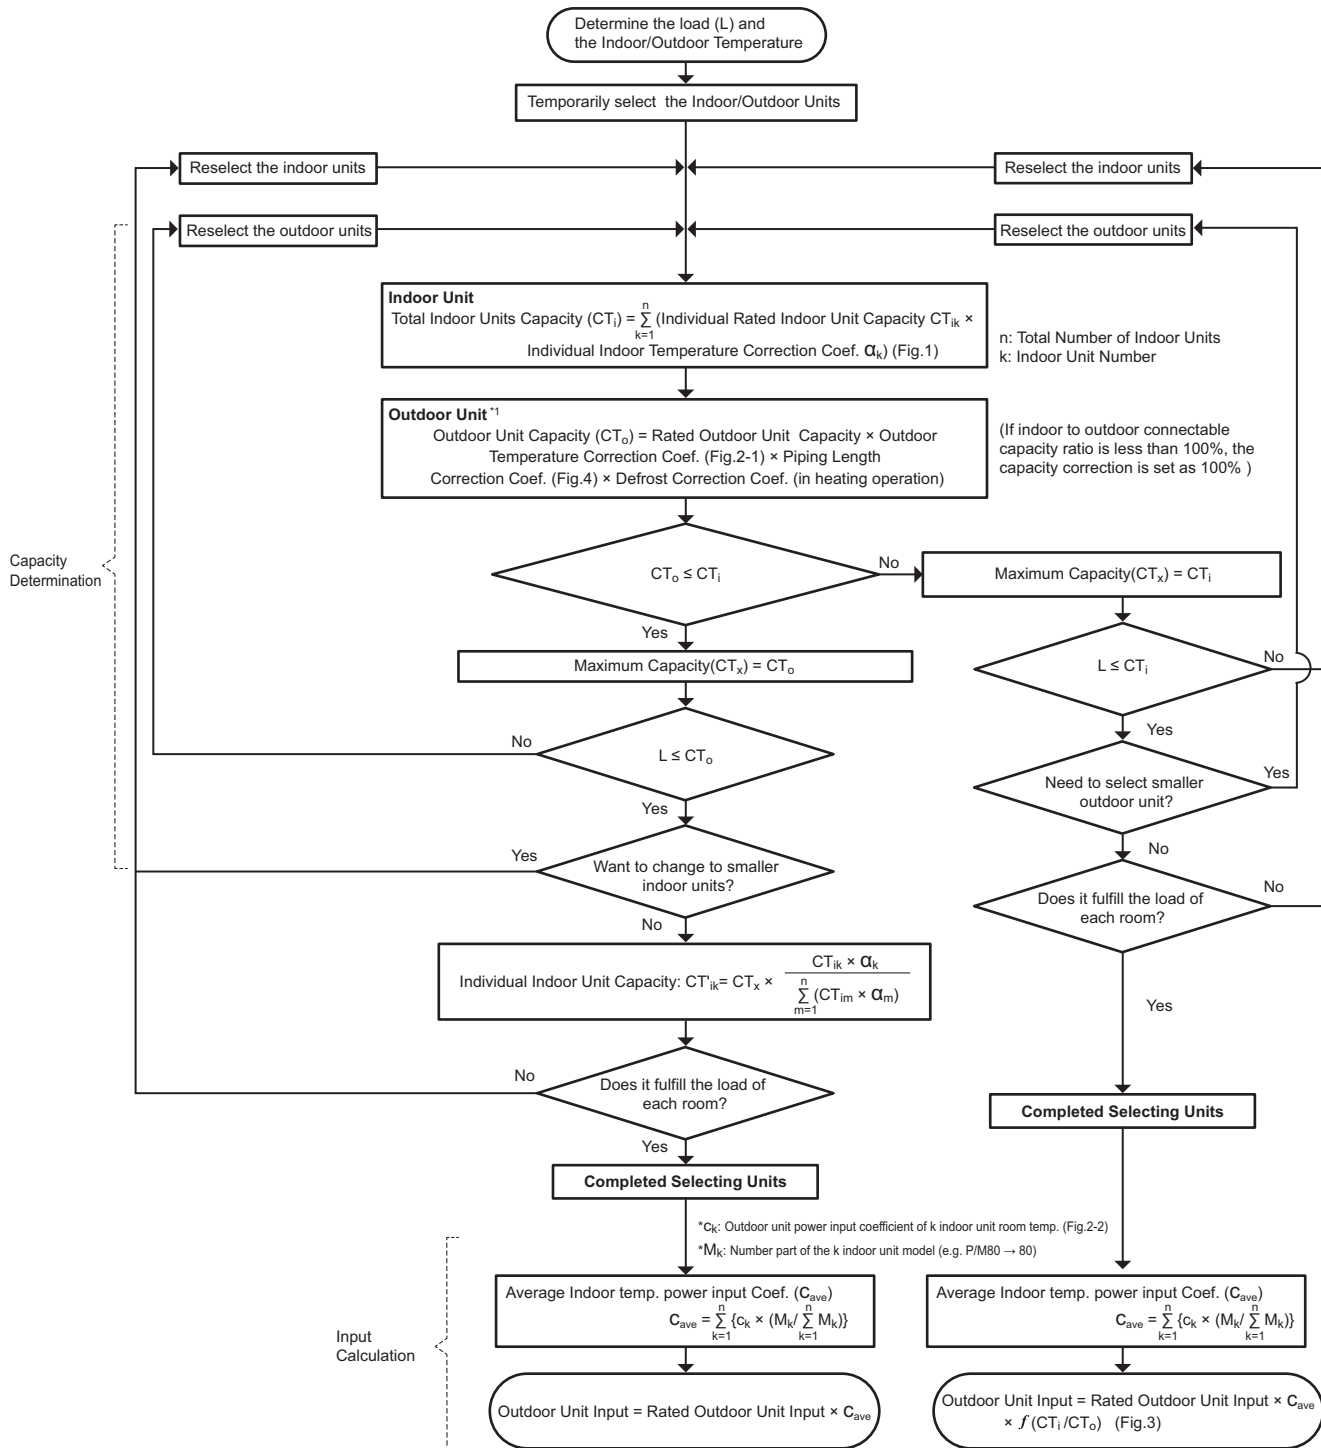 Determine the load (L) and
the Indoor/Outdoor Temperature
Temporarily select the Indoor/Outdoor Units
Reselect the indoor units
Reselect the indoor units
Reselect the outdoor units
Reselect the outdoor units
Indoor Unit
Total Indoor Units Capacity (CTi) = n∑k=1 (Individual Rated Indoor Unit Capacity CTik ×
Individual Indoor Temperature Correction Coef. αk) (Fig.1)
n: Total Number of Indoor Units
k: Indoor Unit Number
Outdoor Unit *1
Outdoor Unit Capacity (CTo) = Rated Outdoor Unit Capacity × Outdoor
Temperature Correction Coef. (Fig.2-1) × Piping Length
Correction Coef. (Fig.4) × Defrost Correction Coef. (in heating operation)
(If indoor to outdoor connectable
capacity ratio is less than 100%, the
capacity correction is set as 100% )
Capacity
Determination
CTo ≤ CTi
No
Maximum Capacity(CTx) = CTi
Yes
Maximum Capacity(CTx) = CTo
L ≤ CTi
No
Yes
No
L ≤ CTo
Need to select smaller
outdoor unit?
Yes
Yes
No
Yes
Want to change to smaller
indoor units?
No
Does it fulfill the load of
each room?
No
Individual Indoor Unit Capacity: CT'ik= CTx × CTik × αk / n∑m=1 (CTim × αm)
Yes
No
Does it fulfill the load of
each room?
Yes
Completed Selecting Units
Completed Selecting Units
*ck: Outdoor unit power input coefficient of k indoor unit room temp. (Fig.2-2)
*Mk: Number part of the k indoor unit model (e.g. P/M80 → 80)
Input
Calculation
Average Indoor temp. power input Coef. (Cave)
Cave = n∑k=1 {ck × (Mk/ n∑k=1 Mk)}
Average Indoor temp. power input Coef. (Cave)
Cave = n∑k=1 {ck × (Mk/ n∑k=1 Mk)}
Outdoor Unit Input = Rated Outdoor Unit Input × Cave
Outdoor Unit Input = Rated Outdoor Unit Input × Cave
× f (CTi /CTo) (Fig.3)